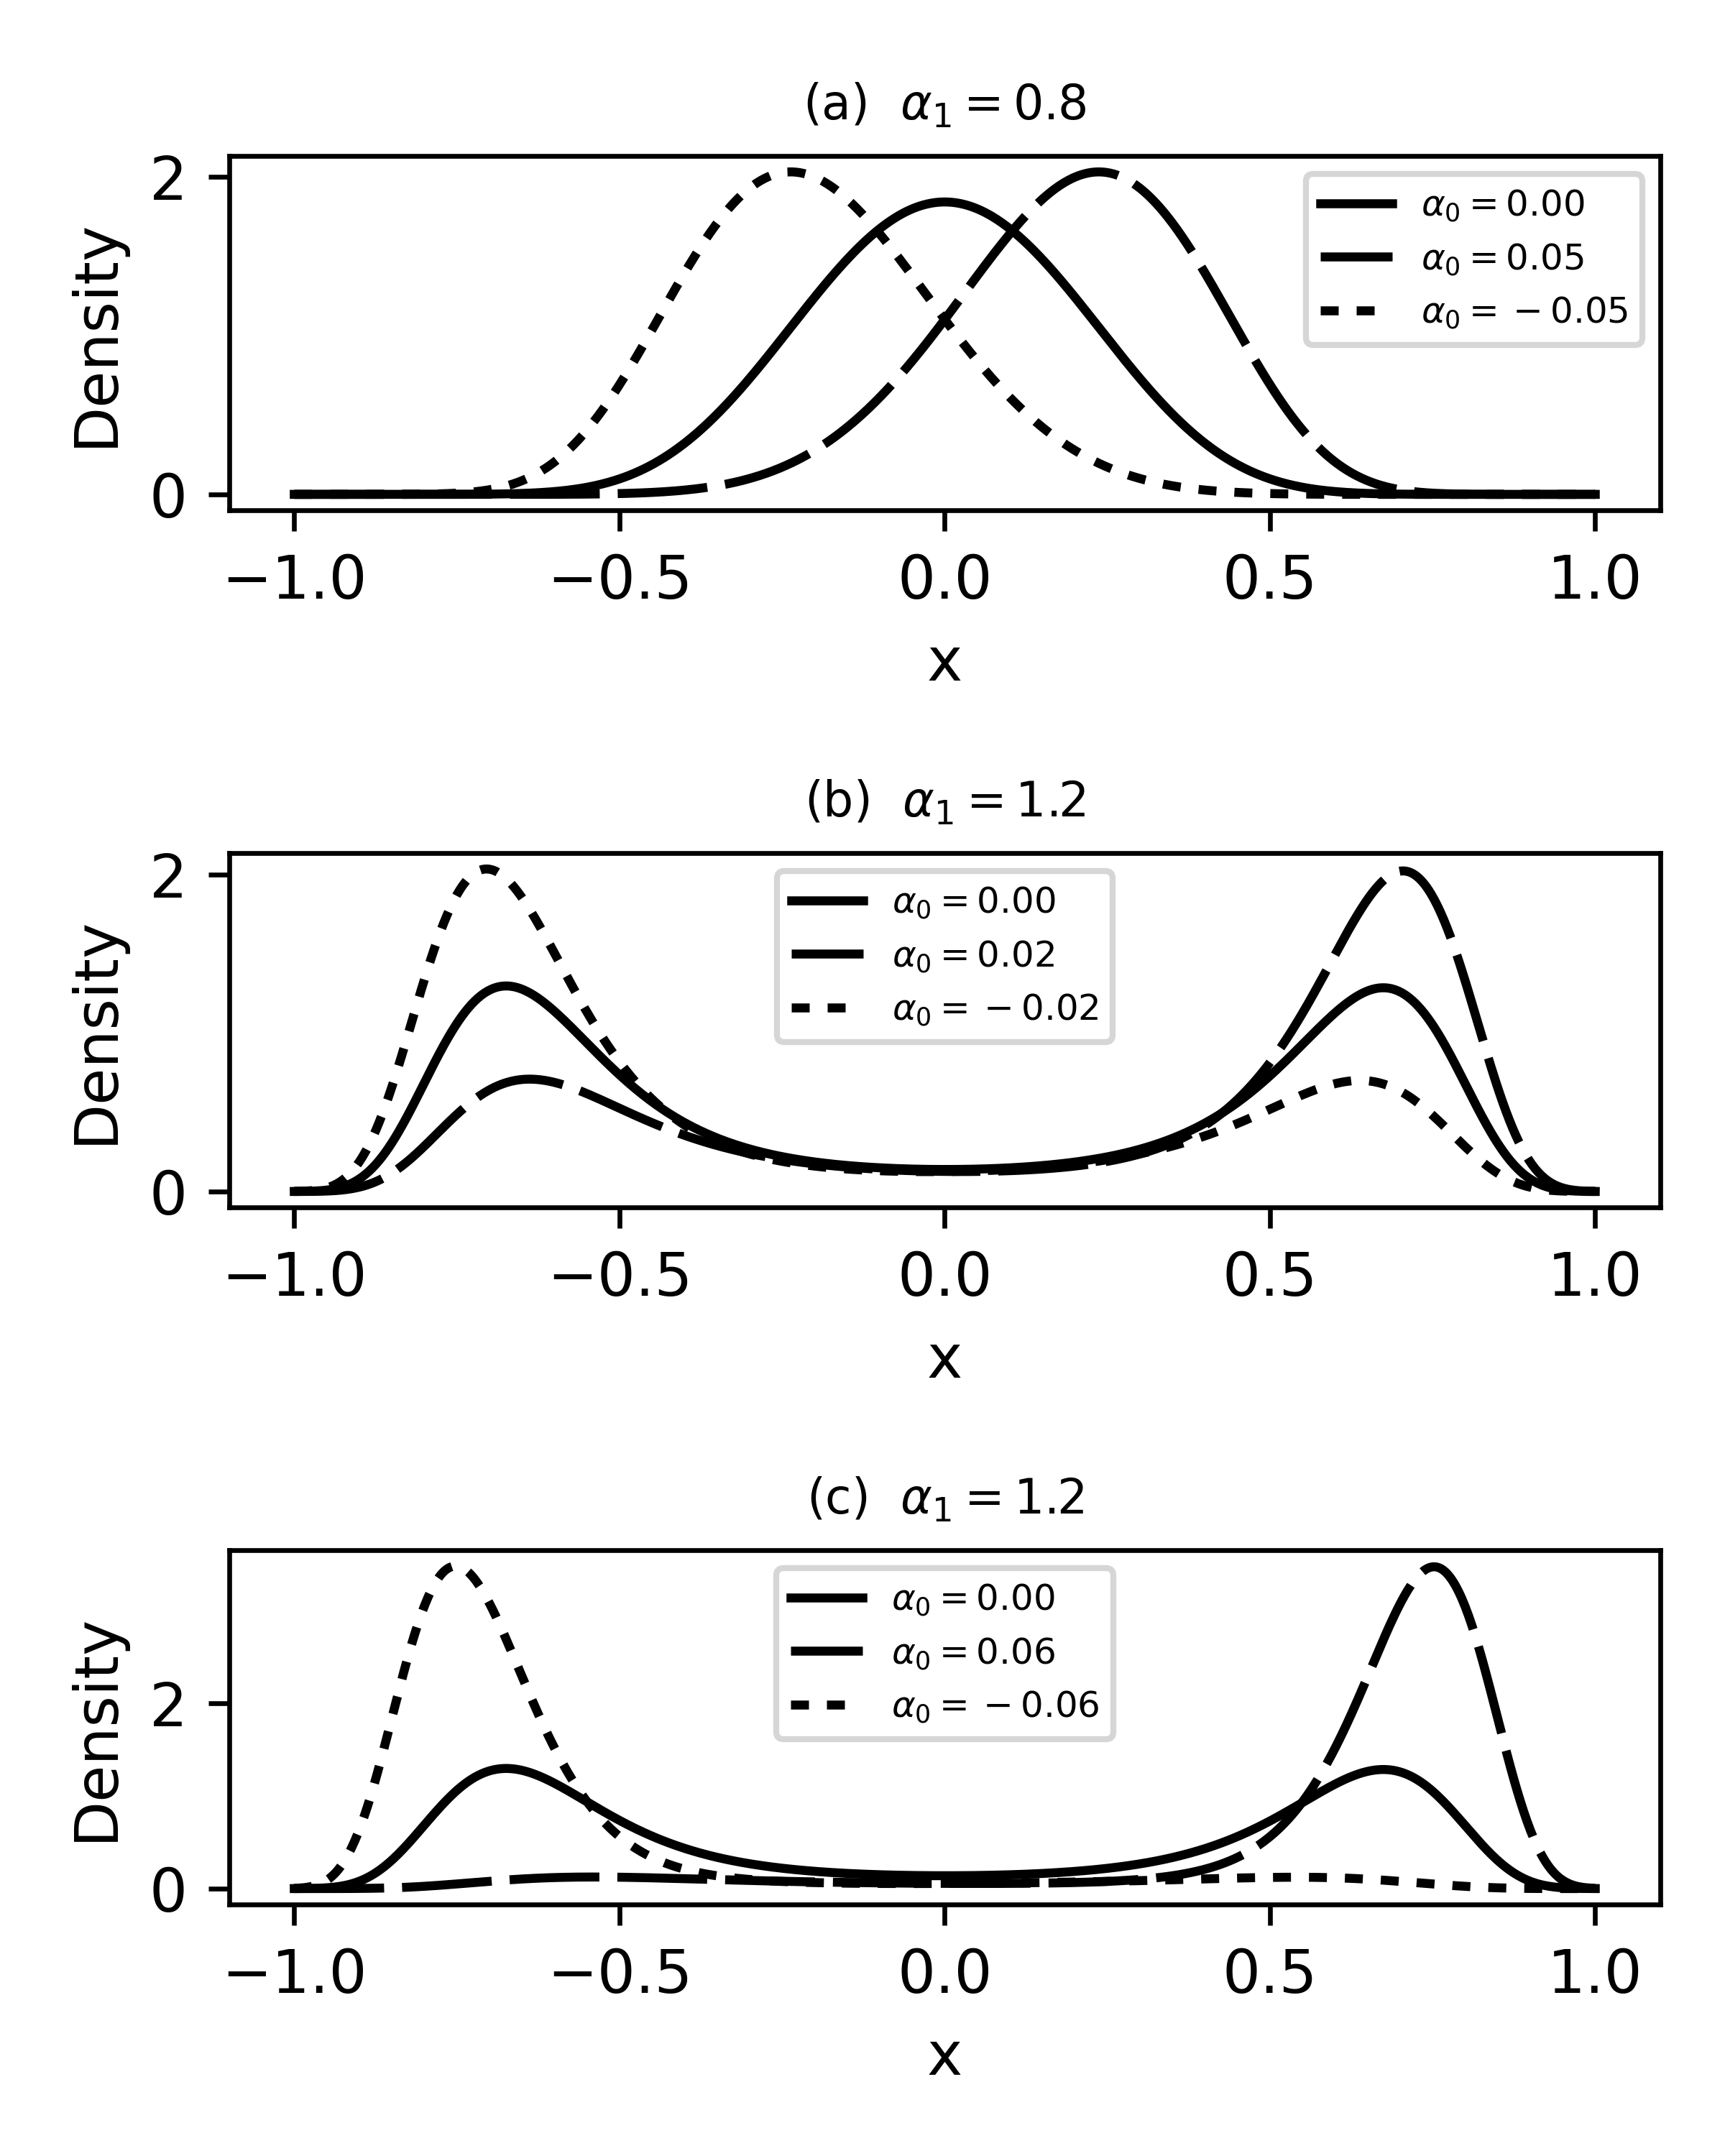 (a) α₁ = 0.8
2
0
Density
α₀ = 0.00
α₀ = 0.05
α₀ = −0.05
−1.0 −0.5 0.0 0.5 1.0
x
(b) α₁ = 1.2
2
0
Density
α₀ = 0.00
α₀ = 0.02
α₀ = −0.02
−1.0 −0.5 0.0 0.5 1.0
x
(c) α₁ = 1.2
2
0
Density
α₀ = 0.00
α₀ = 0.06
α₀ = −0.06
−1.0 −0.5 0.0 0.5 1.0
x